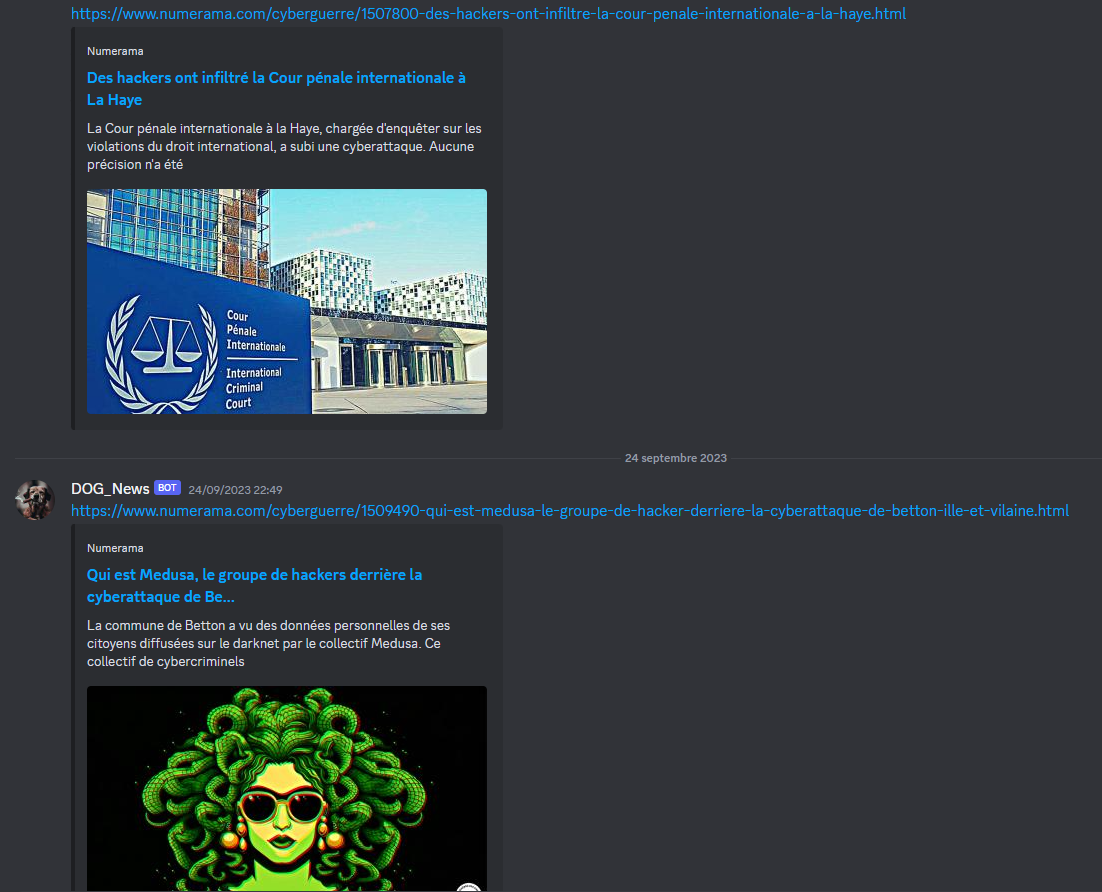 https://www.numerama.com/cyberguerre/1507800-des-hackers-ont-infiltre-la-cour-penale-internationale-a-la-haye.html
Numerama
Des hackers ont infiltré la Cour pénale internationale à
La Haye
La Cour pénale internationale à la Haye, chargée d'enquêter sur les
violations du droit international, a subi une cyberattaque. Aucune
précision n'a été
Cour
Pénale
Internationale
International
Criminal
Court
24 septembre 2023
DOG_News BOT 24/09/2023 22:49
https://www.numerama.com/cyberguerre/1509490-qui-est-medusa-le-groupe-de-hacker-derriere-la-cyberattaque-de-betton-ille-et-vilaine.html
Numerama
Qui est Medusa, le groupe de hackers derrière la
cyberattaque de Be...
La commune de Betton a vu des données personnelles de ses
citoyens diffusées sur le darknet par le collectif Medusa. Ce
collectif de cybercriminels